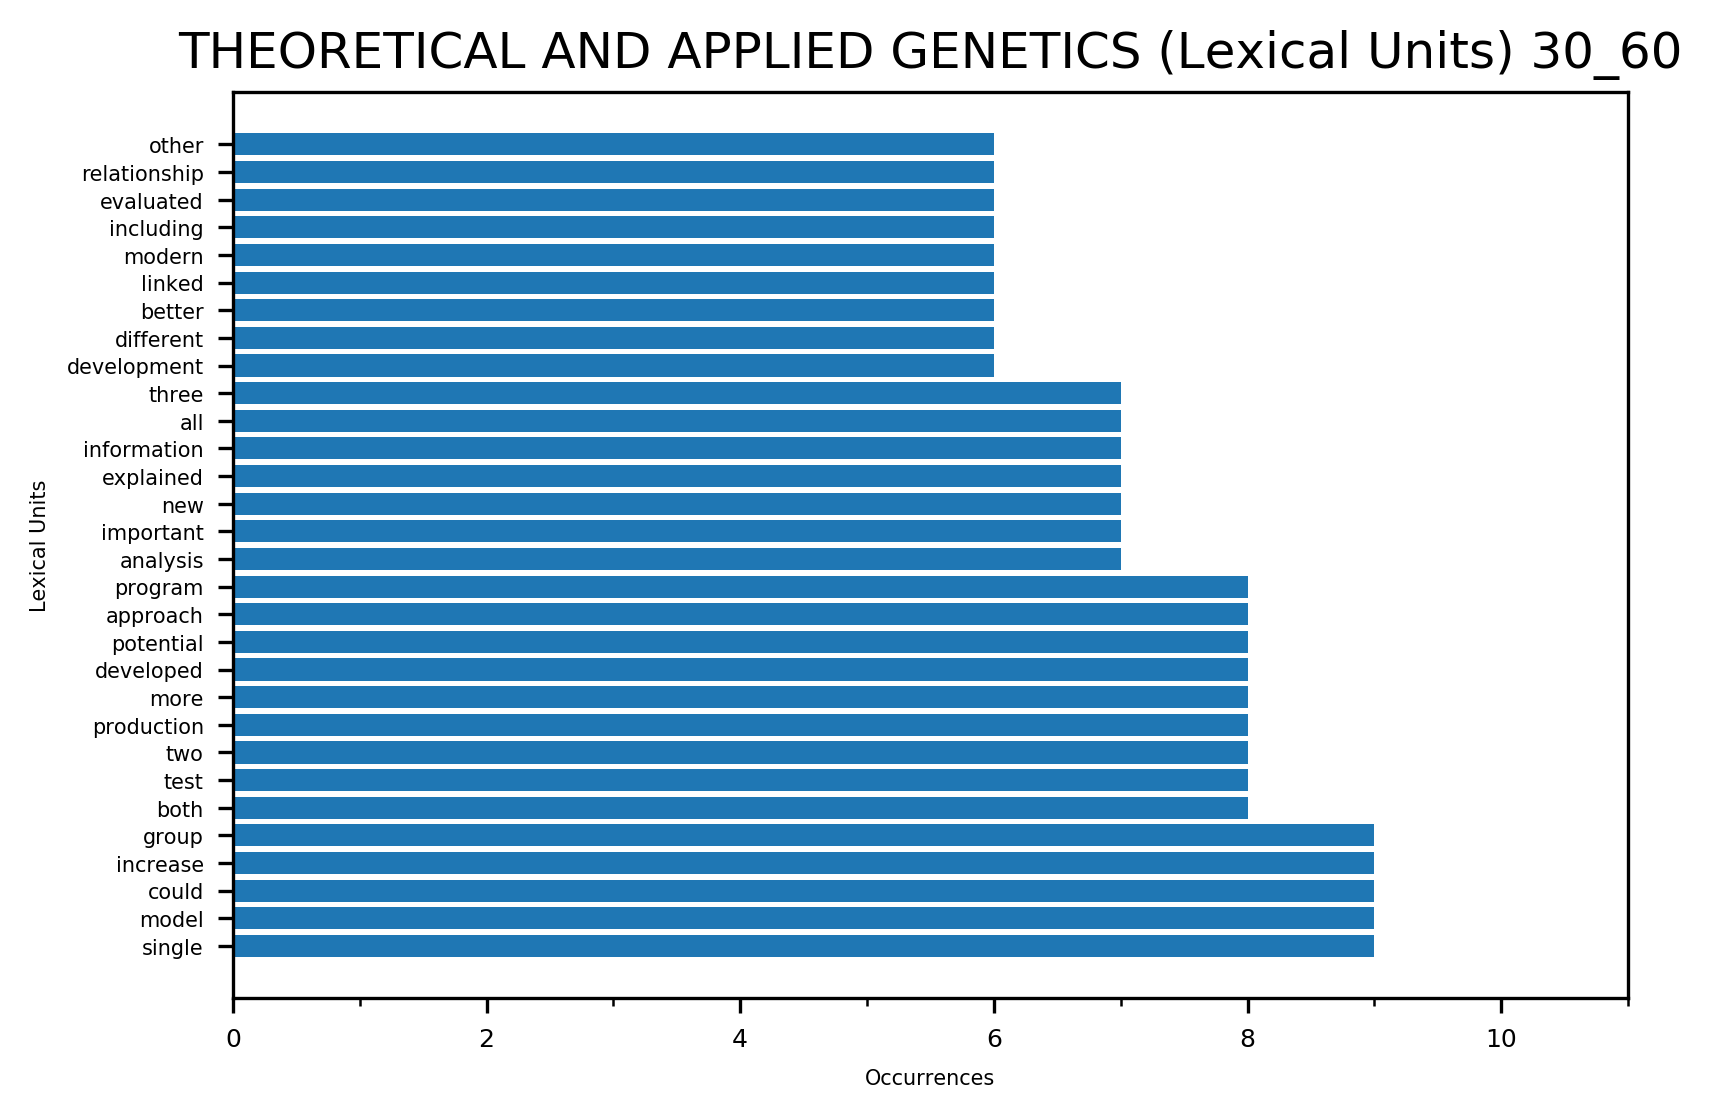 THEORETICAL AND APPLIED GENETICS (Lexical Units) 30_60
other
relationship
evaluated
including
modern
linked
better
different
development
three
all
information
explained
new
important
analysis
program
approach
potential
developed
more
production
two
test
both
group
increase
could
model
single
Lexical Units
0 2 4 6 8 10
Occurrences